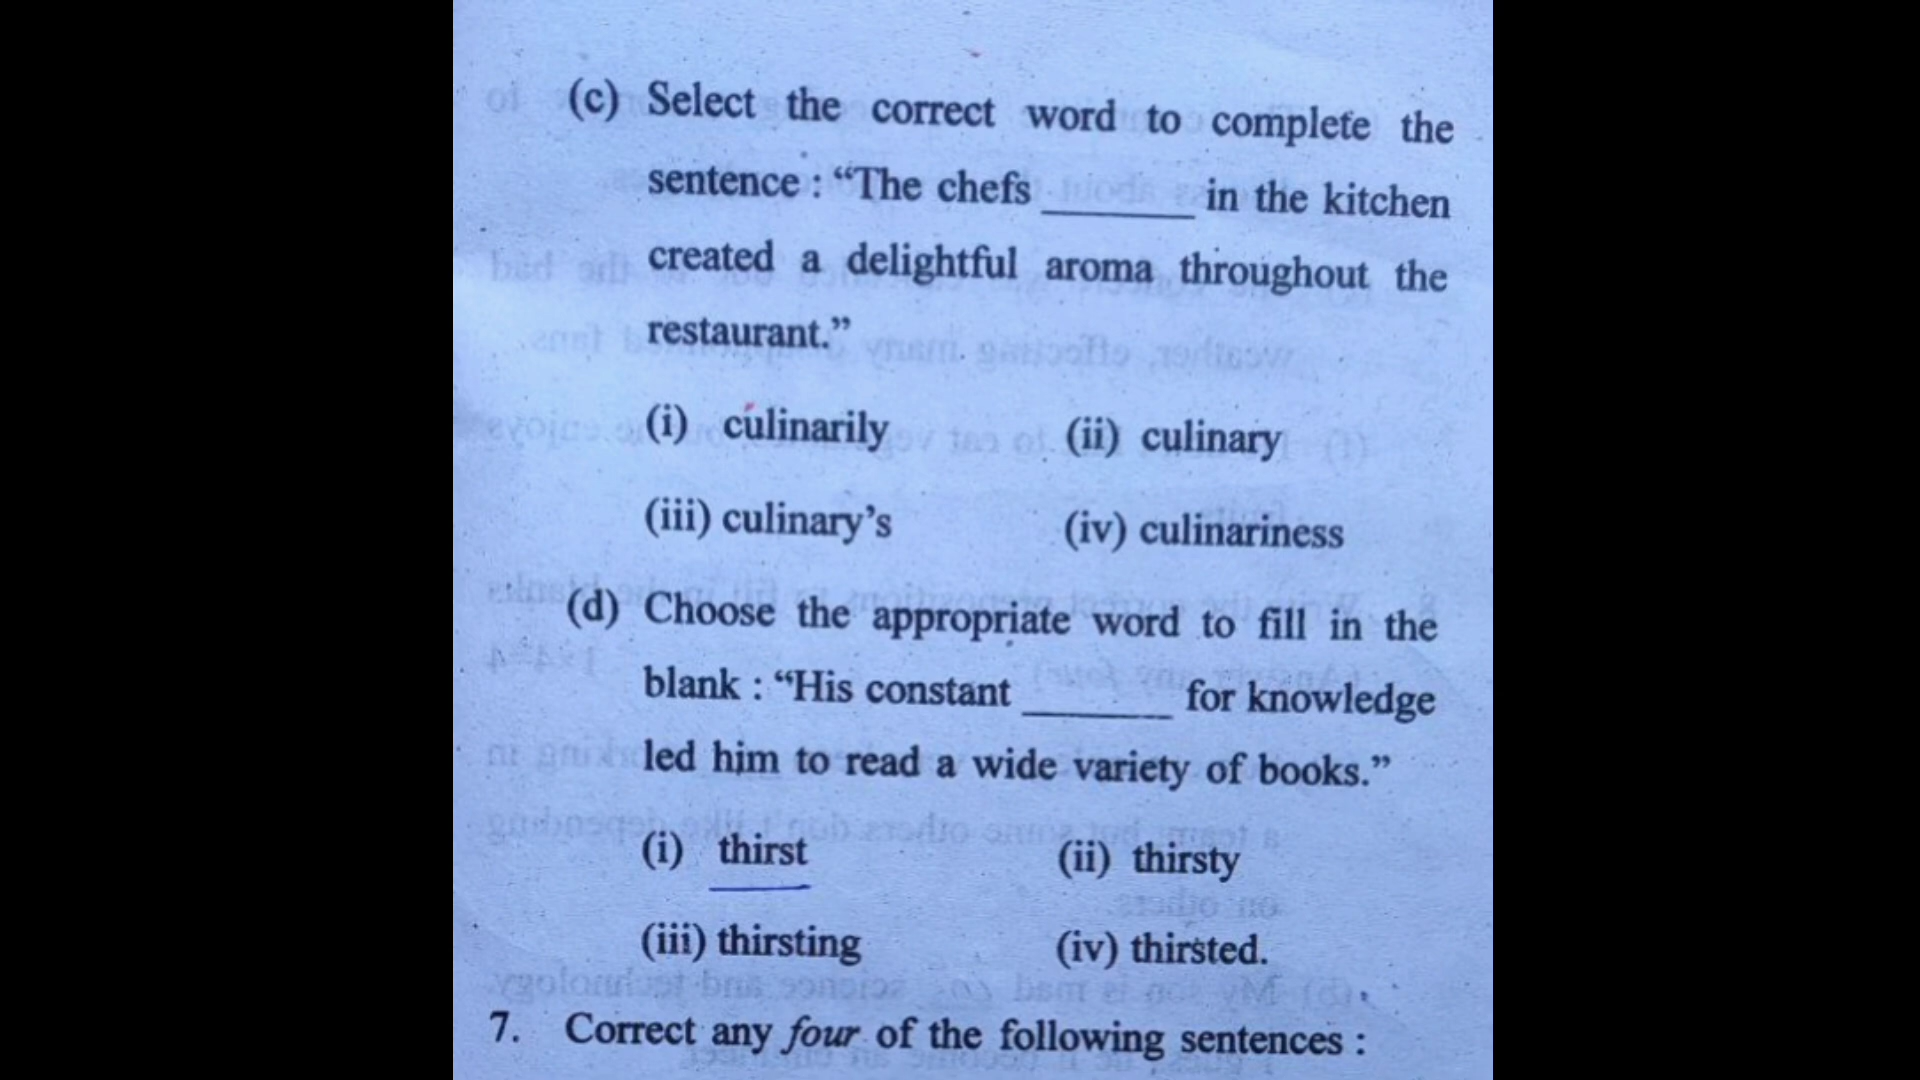 (c) Select the correct word to complete the
sentence : “The chefs _______ in the kitchen
created a delightful aroma throughout the
restaurant.”
(i) culinarily (ii) culinary
(iii) culinary’s (iv) culinariness
(d) Choose the appropriate word to fill in the
blank : “His constant _______ for knowledge
led him to read a wide variety of books.”
(i) thirst (ii) thirsty
(iii) thirsting (iv) thirsted.
7. Correct any four of the following sentences :